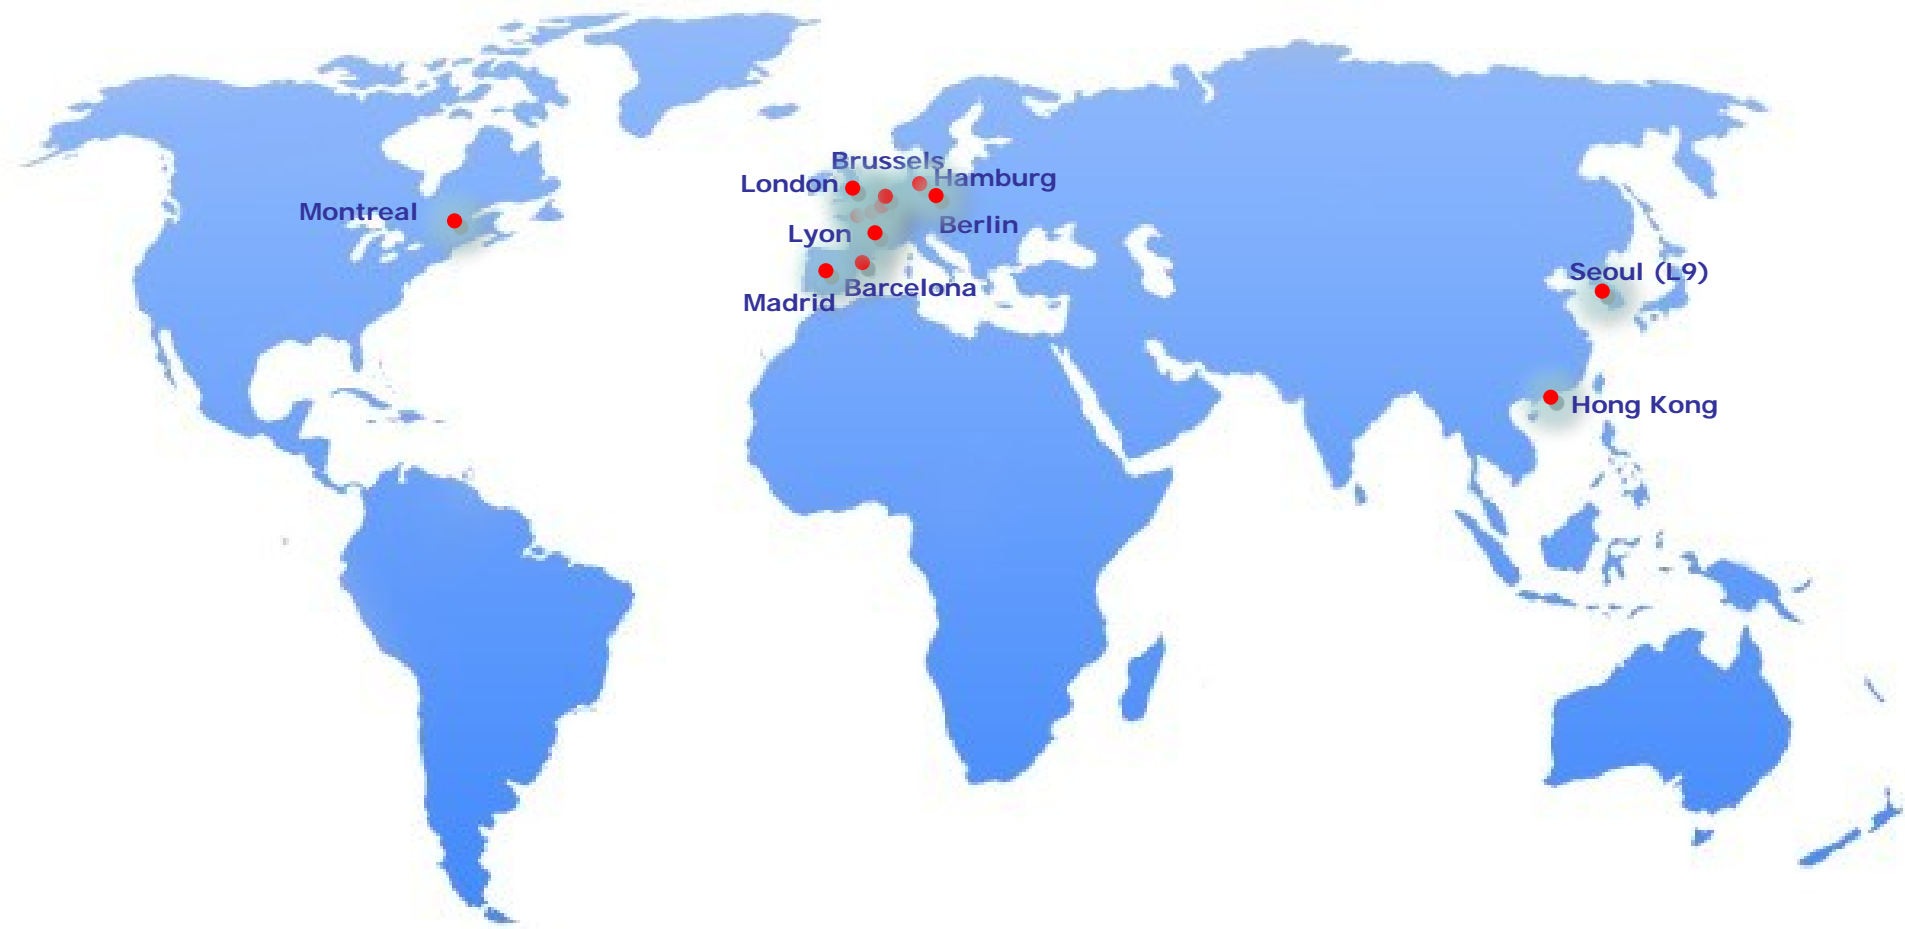 Brussels
London
Hamburg
Montreal
Berlin
Lyon
Seoul (L9)
Barcelona
Madrid
Hong Kong